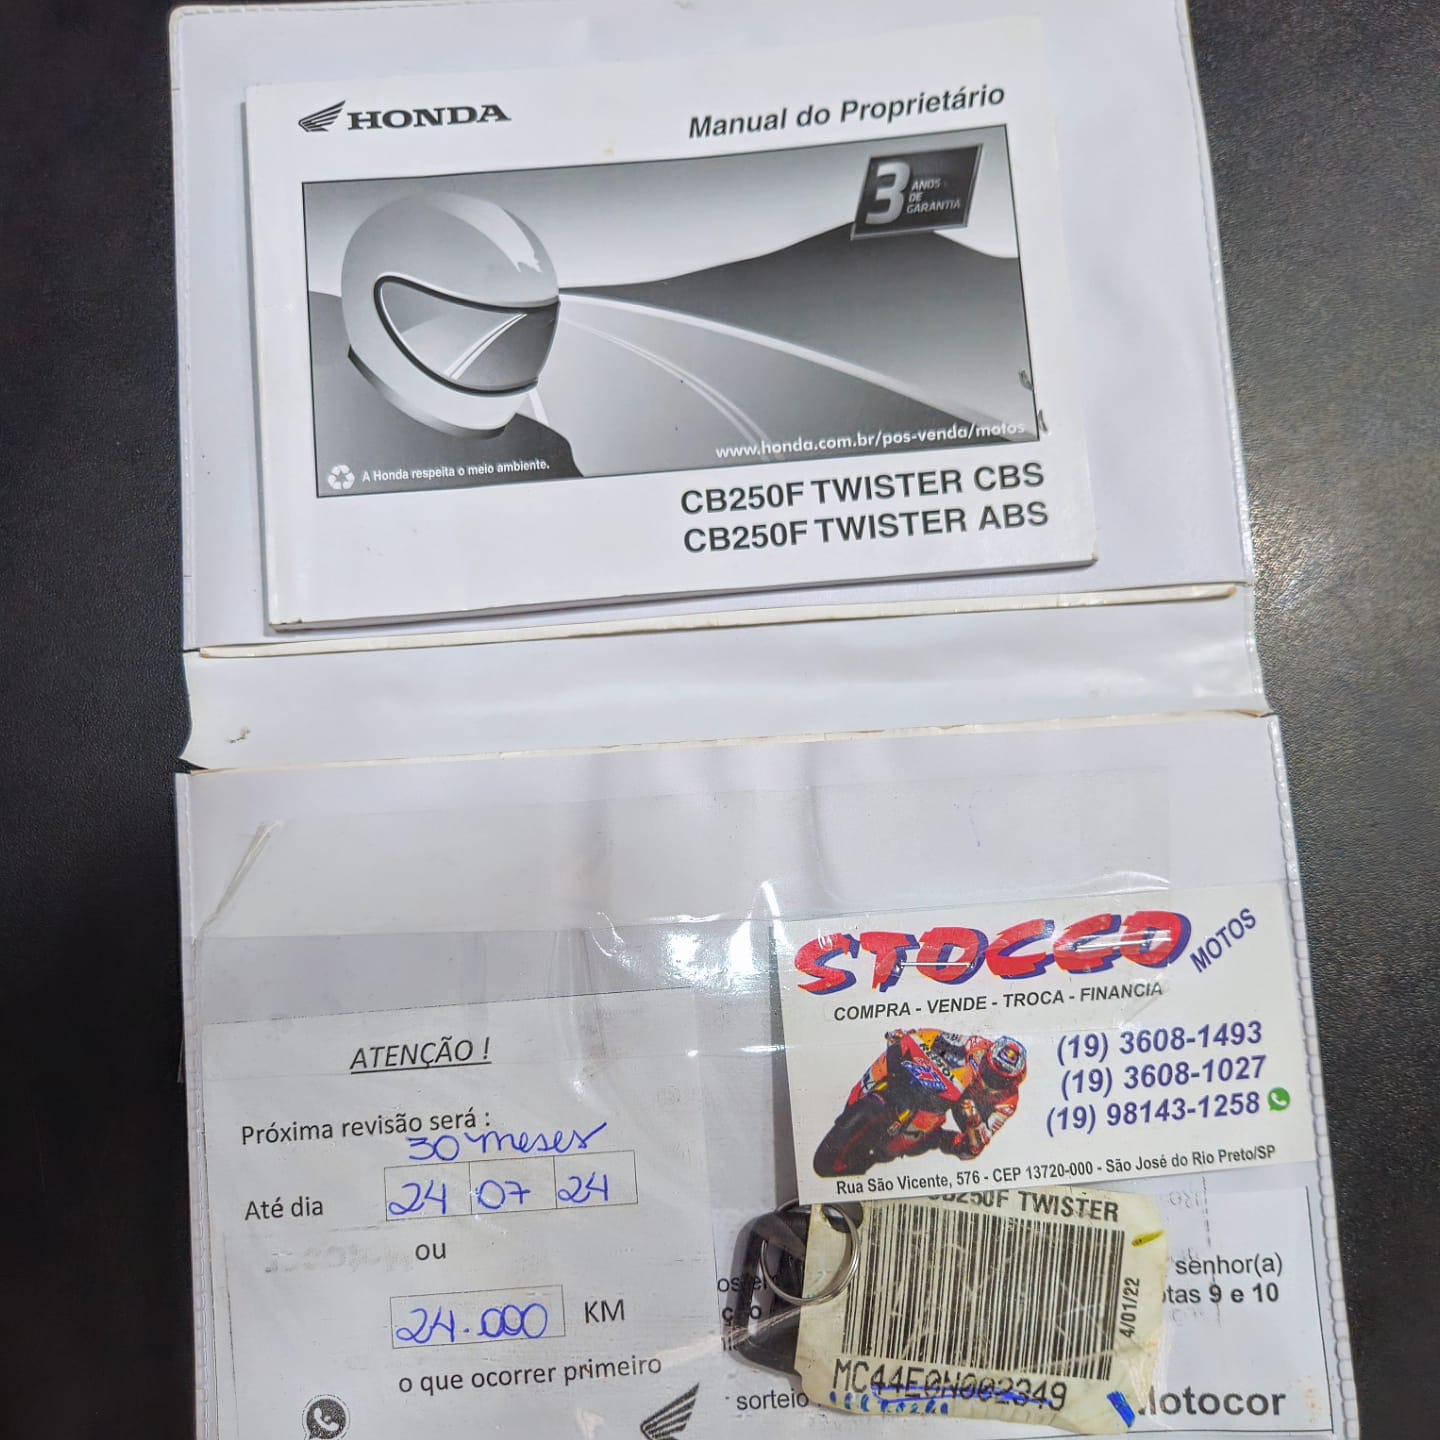 HONDA
Manual do Proprietário
3 ANOS
DE
GARANTIA
www.honda.com.br/pos-venda/motos
A Honda respeita o meio ambiente.
CB250F TWISTER CBS
CB250F TWISTER ABS
STOCCO MOTOS
COMPRA - VENDE - TROCA - FINANCIA
(19) 3608-1493
(19) 3608-1027
(19) 98143-1258
Rua São Vicente, 576 - CEP 13720-000 - São José do Rio Preto/SP
ATENÇÃO !
Próxima revisão será :
30 meses
Até dia 24 07 24
ou
24.000 KM
o que ocorrer primeiro
CB250F TWISTER
4/01/22
MC44E0N002349
senhor(a)
9 e 10
sorteio
Motocor